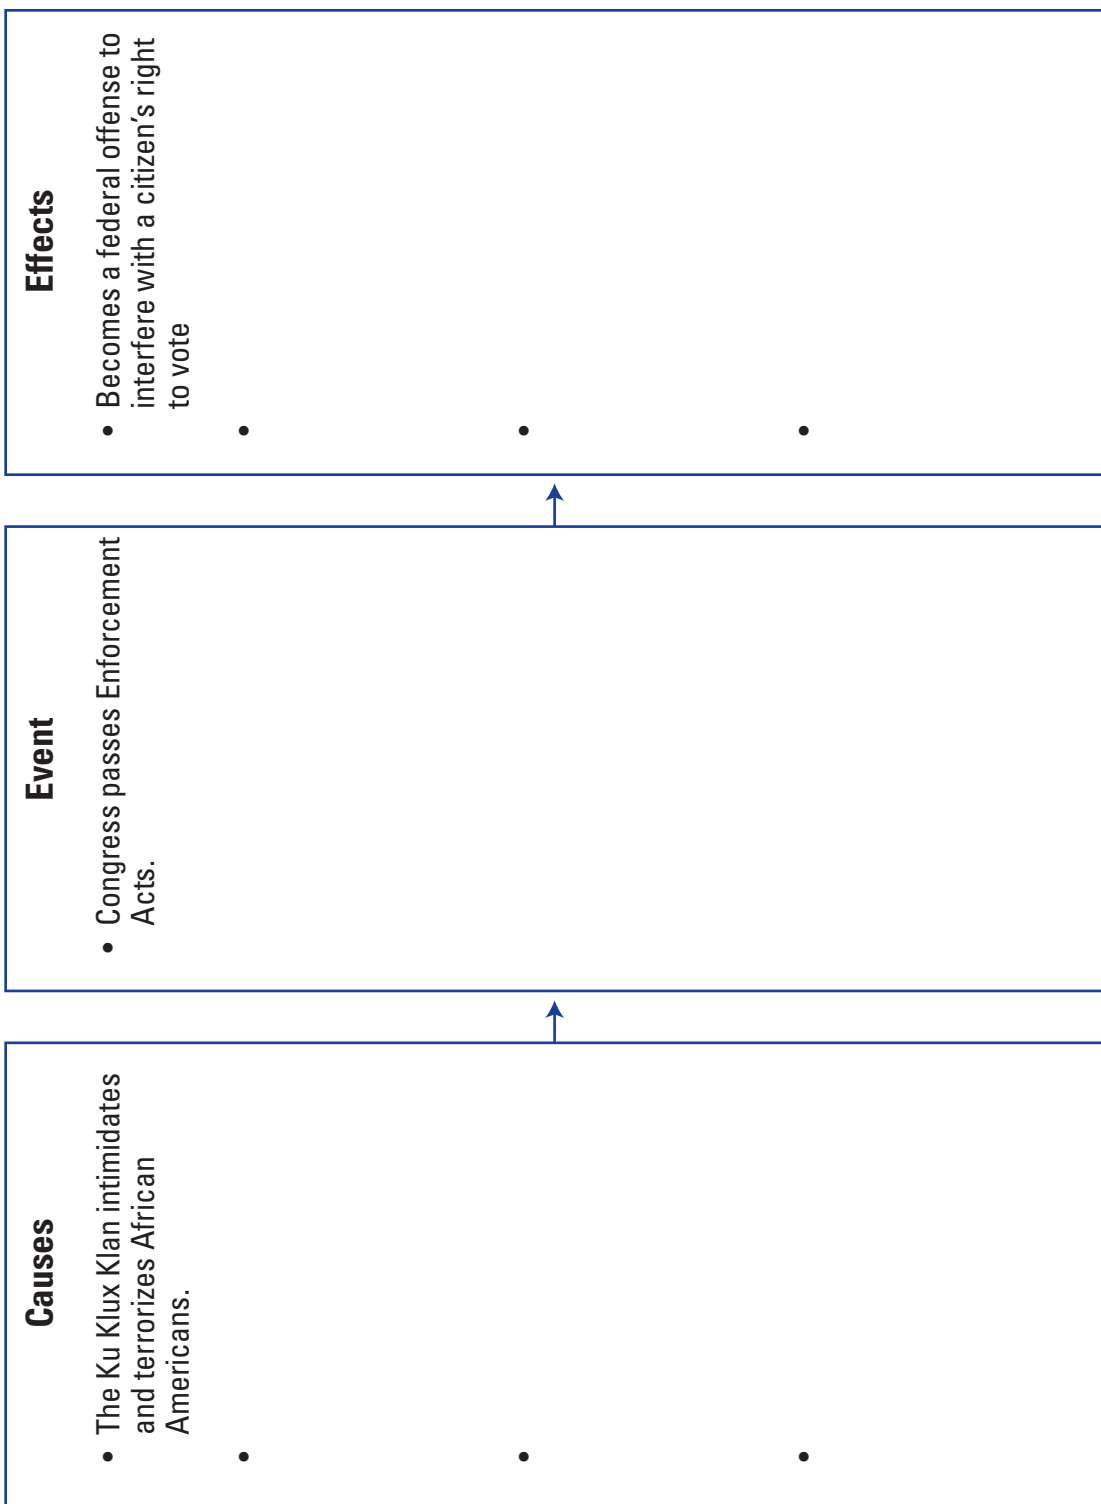 Causes
• The Ku Klux Klan intimidates
and terrorizes African
Americans.
•
•
•
Event
• Congress passes Enforcement
Acts.
Effects
• Becomes a federal offense to
interfere with a citizen’s right
to vote
•
•
•